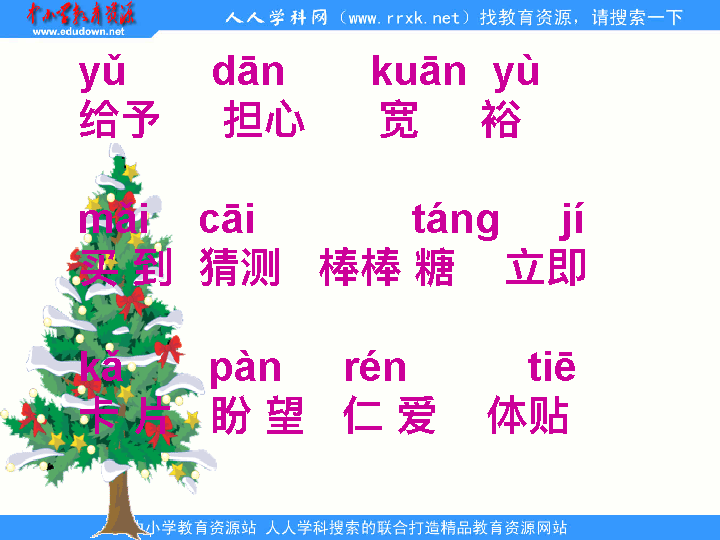 中小学教育资源
www.edudown.net
人人学科网（www.rrxk.net）找教育资源，请搜索一下
yǔ dān kuān yù
给予 担心 宽 裕
mǎi cāi táng jí
买 到 猜测 棒棒 糖 立即
kǎ pàn rén tiē
卡 片 盼 望 仁 爱 体贴
小学教育资源站 人人学科搜索的联合打造精品教育资源网站